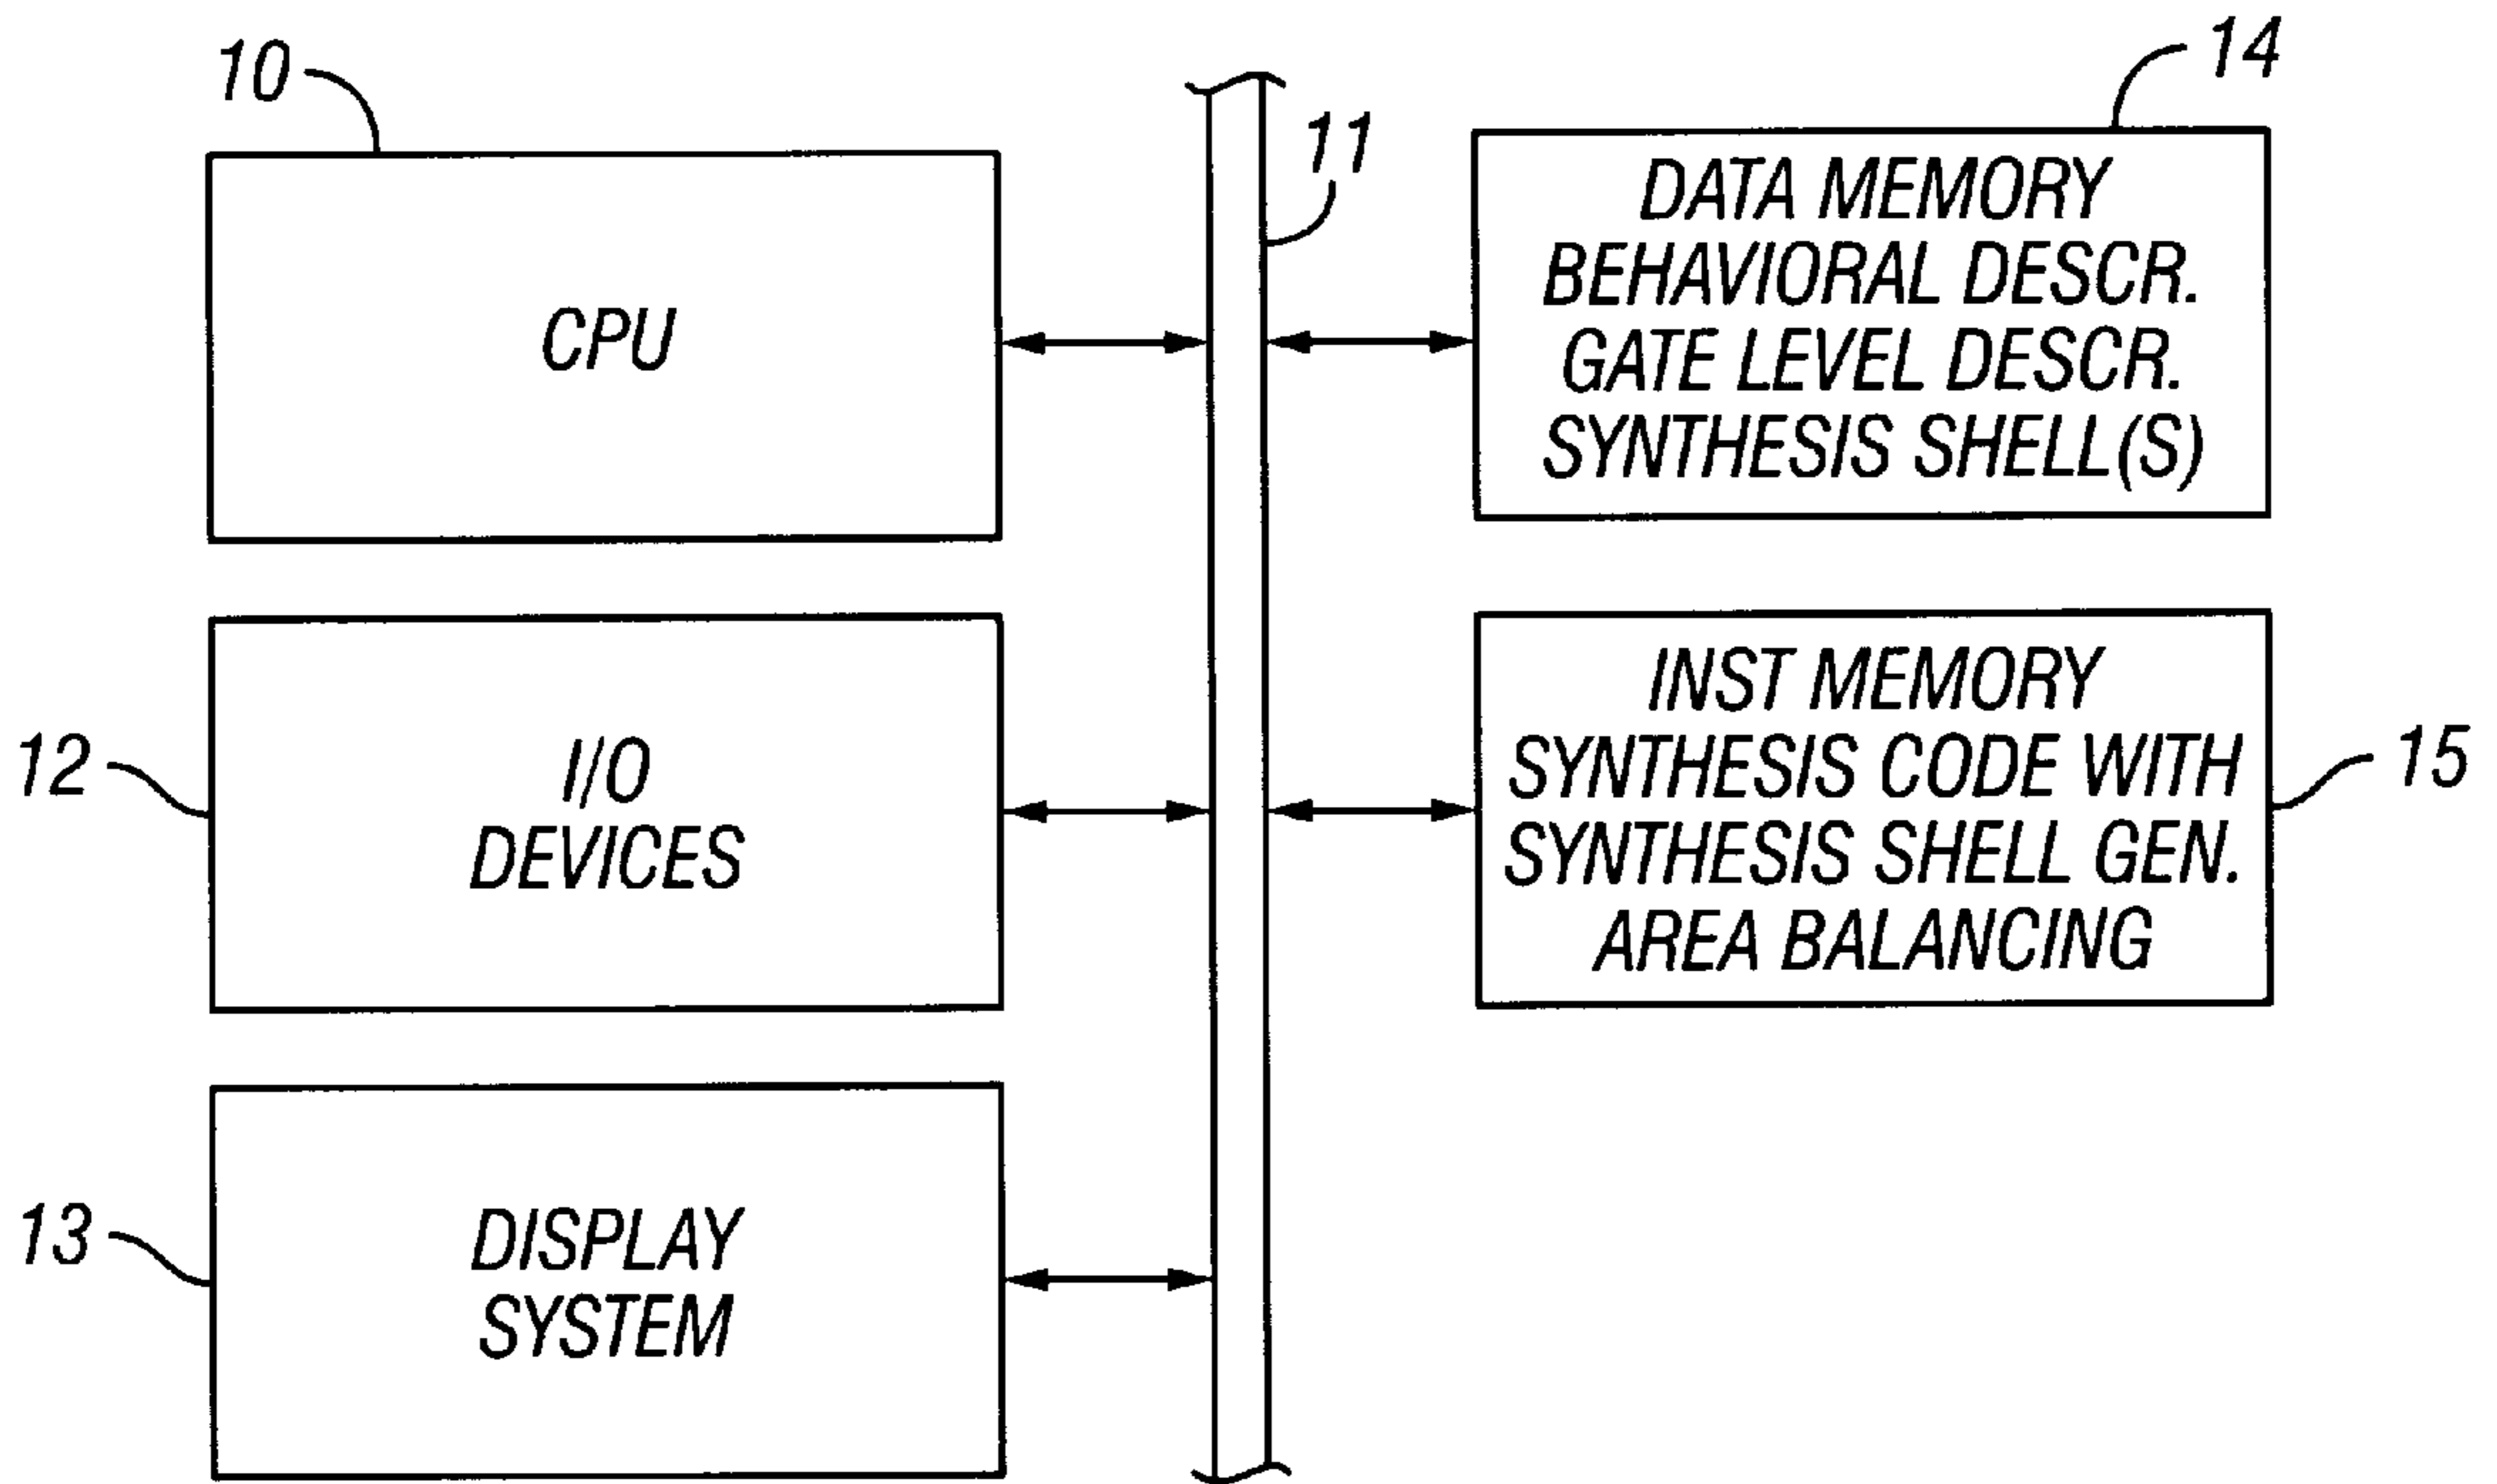 10
CPU
11
14
DATA MEMORY
BEHAVIORAL DESCR.
GATE LEVEL DESCR.
SYNTHESIS SHELL(S)
12
I/O
DEVICES
INST MEMORY
SYNTHESIS CODE WITH
SYNTHESIS SHELL GEN.
AREA BALANCING
15
13
DISPLAY
SYSTEM